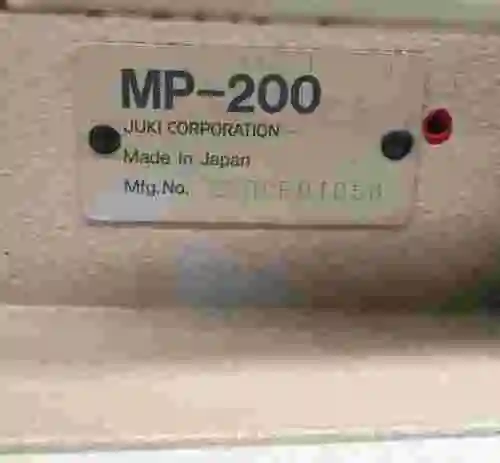 MP-200
JUKI CORPORATION
Made in Japan
Mfg.No.